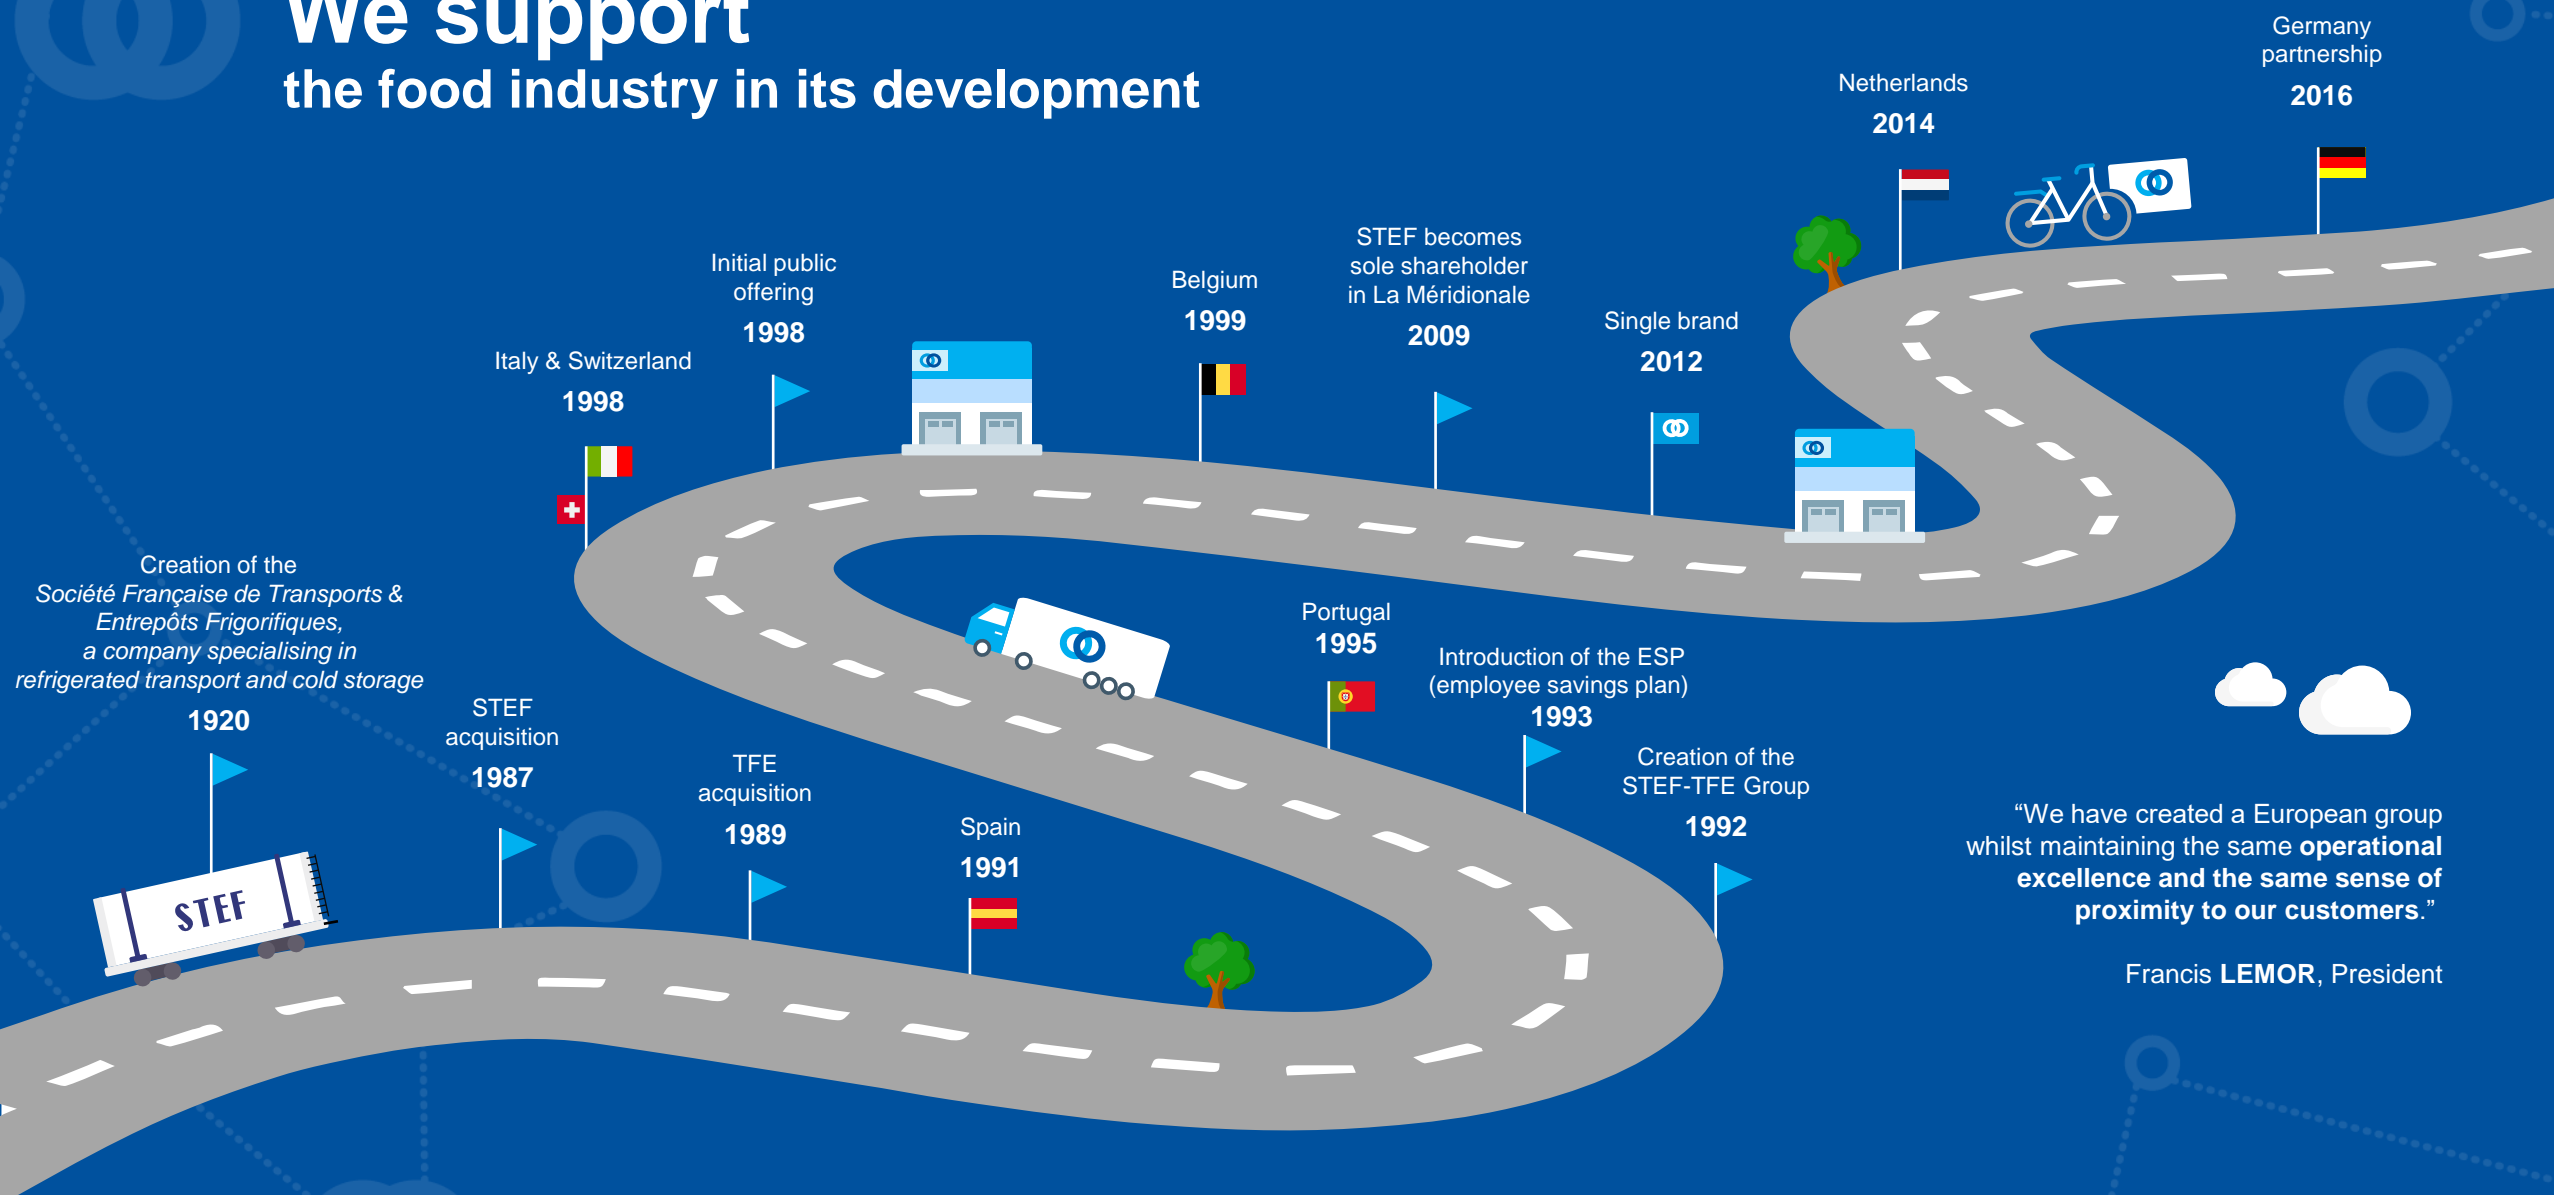 We support
the food industry in its development
Creation of the
Société Française de Transports &
Entrepôts Frigorifiques,
a company specialising in
refrigerated transport and cold storage
1920
STEF
STEF
acquisition
1987
TFE
acquisition
1989
Spain
1991
Creation of the
STEF-TFE Group
1992
Introduction of the ESP
(employee savings plan)
1993
Portugal
1995
Italy & Switzerland
1998
Initial public
offering
1998
Belgium
1999
STEF becomes
sole shareholder
in La Méridionale
2009
Single brand
2012
Netherlands
2014
Germany
partnership
2016
“We have created a European group
whilst maintaining the same operational
excellence and the same sense of
proximity to our customers.”
Francis LEMOR, President